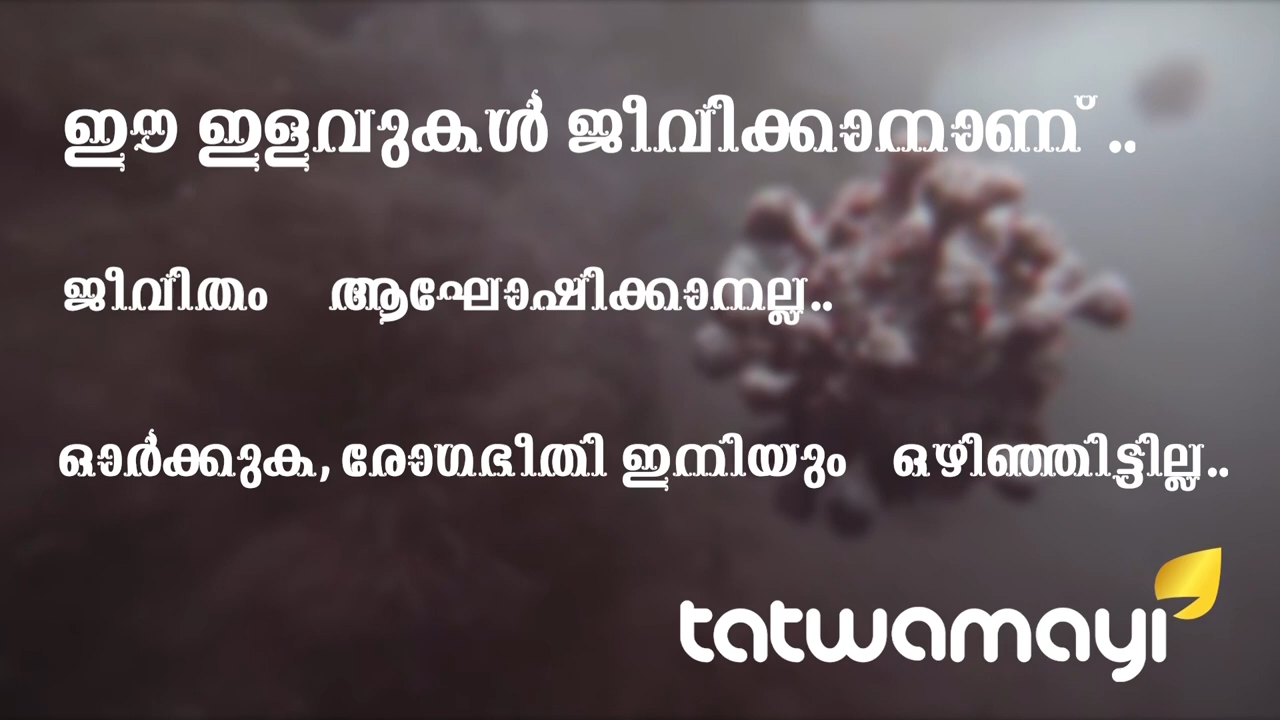 ഈ ഇളവുകൾ ജീവിക്കാനാണ് ..
ജീവിതം ആഘോഷിക്കാനല്ല..
ഓർക്കുക, രോഗഭീതി ഇനിയും ഒഴിഞ്ഞിട്ടില്ല..
tatwamayi